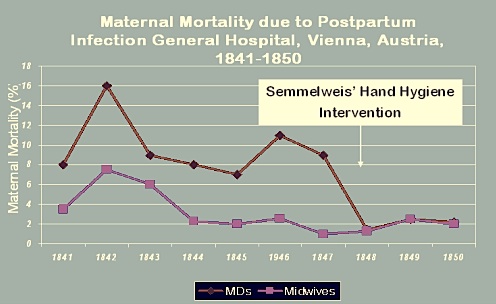 Maternal Mortality due to Postpartum
Infection General Hospital, Vienna, Austria,
1841-1850
Maternal Mortality (%
18
16
14
12
10
8
6
4
2
0
Semmelweis' Hand Hygiene
Intervention
1841 1842 1843 1844 1845 1946 1847 1848 1849 1850
MDs Midwives